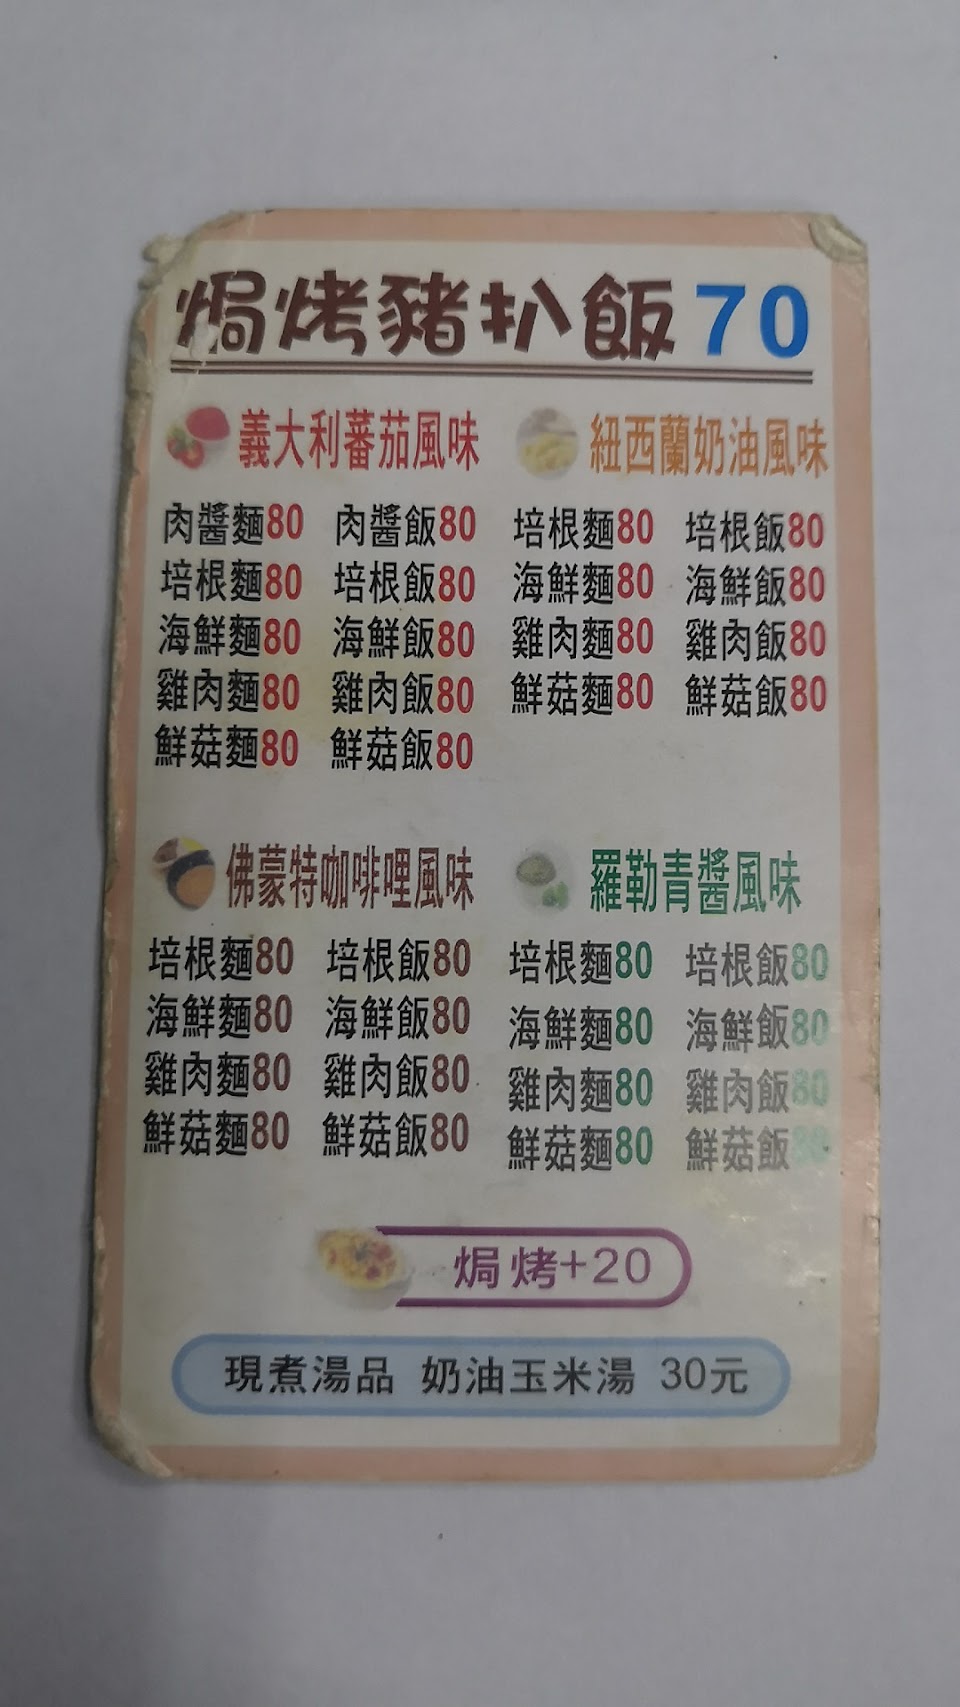 焗烤豬扒飯70
義大利蕃茄風味
肉醬麵80 肉醬飯80
培根麵80 培根飯80
海鮮麵80 海鮮飯80
雞肉麵80 雞肉飯80
鮮菇麵80 鮮菇飯80
紐西蘭奶油風味
培根麵80 培根飯80
海鮮麵80 海鮮飯80
雞肉麵80 雞肉飯80
鮮菇麵80 鮮菇飯80
佛蒙特咖啡哩風味
培根麵80 培根飯80
海鮮麵80 海鮮飯80
雞肉麵80 雞肉飯80
鮮菇麵80 鮮菇飯80
羅勒青醬風味
培根麵80 培根飯80
海鮮麵80 海鮮飯80
雞肉麵80 雞肉飯80
鮮菇麵80 鮮菇飯80
焗烤+20
現煮湯品 奶油玉米湯 30元